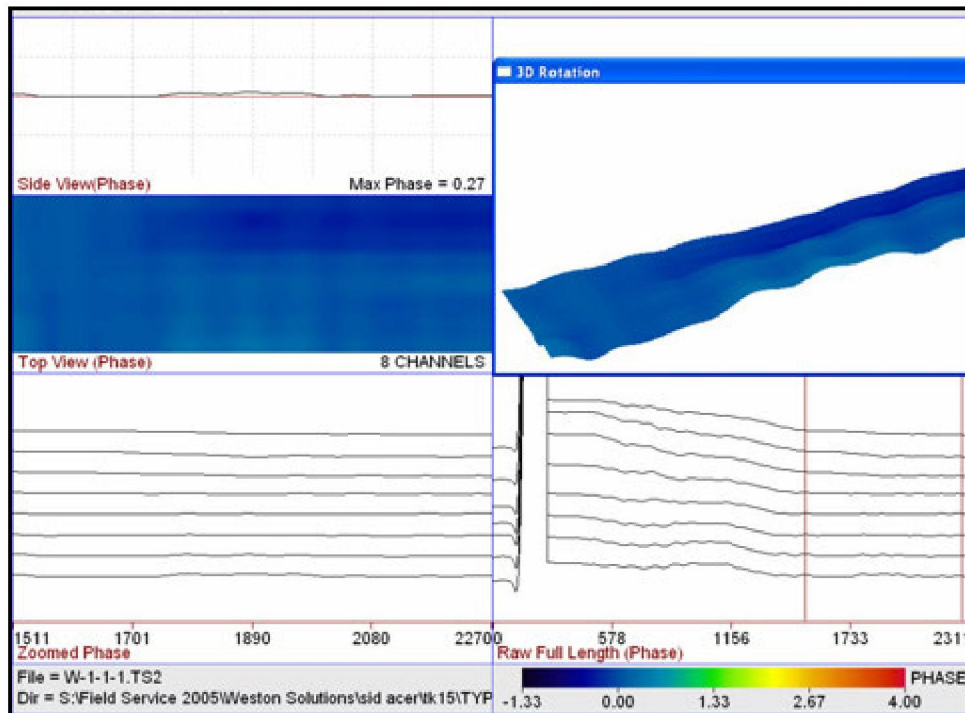 3D Rotation
Side View(Phase) Max Phase = 0.27
Top View (Phase) 8 CHANNELS
1511 1701 1890 2080 22700 578 1156 1733 2311
Zoomed Phase Raw Full Length (Phase)
File = W-1-1-1.TS2
Dir = S:\Field Service 2005\Weston Solutions\sid acer\tk15\TYP
PHASE
-1.33 0.00 1.33 2.67 4.00